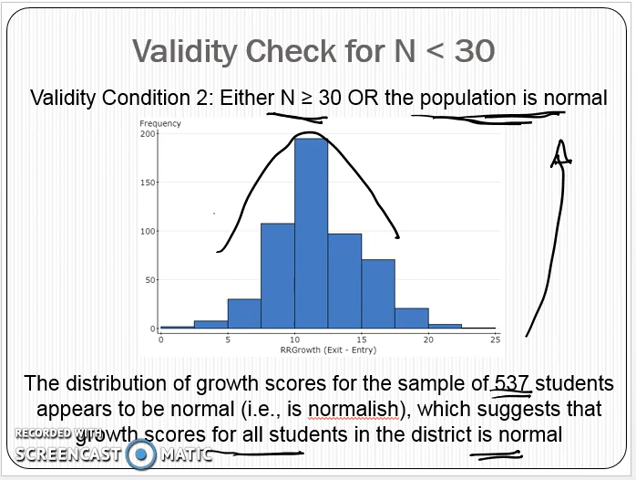 Validity Check for N < 30
Validity Condition 2: Either N ≥ 30 OR the population is normal
Frequency
200
150
100
50
0
0 5 10 15 20 25
RRGrowth (Exit - Entry)
The distribution of growth scores for the sample of 537 students
appears to be normal (i.e., is normalish), which suggests that
growth scores for all students in the district is normal
RECORDED WITH
SCREENCAST MATIC